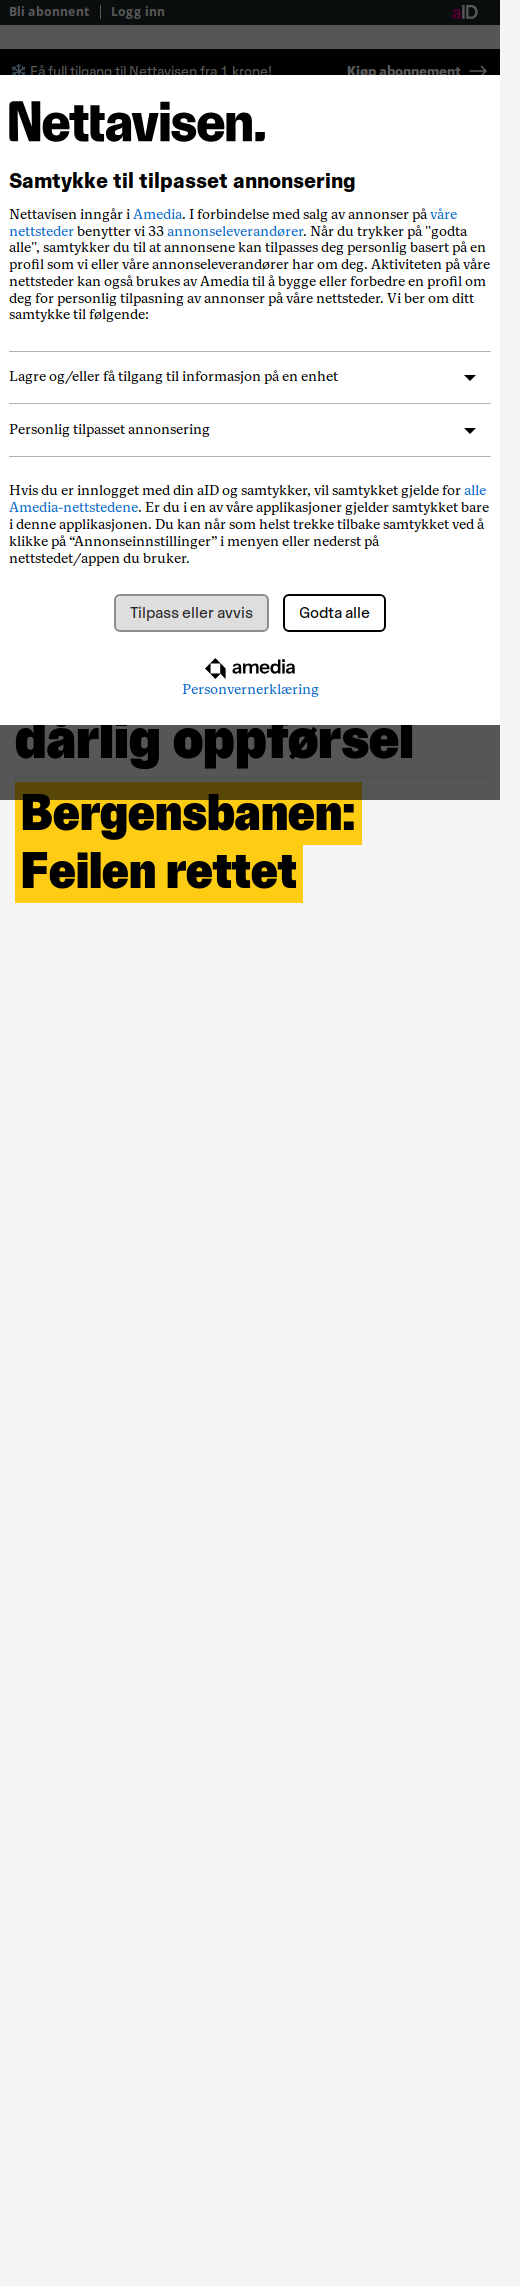 Bli abonnent | Logg inn aID
Få full tilgang til Nettavisen fra 1 krone! Kjøp abonnement
Nettavisen.
Samtykke til tilpasset annonsering
Nettavisen inngår i Amedia. I forbindelse med salg av annonser på våre
nettsteder benytter vi 33 annonseleverandører. Når du trykker på "godta
alle", samtykker du til at annonsene kan tilpasses deg personlig basert på en
profil som vi eller våre annonseleverandører har om deg. Aktiviteten på våre
nettsteder kan også brukes av Amedia til å bygge eller forbedre en profil om
deg for personlig tilpasning av annonser på våre nettsteder. Vi ber om ditt
samtykke til følgende:
Lagre og/eller få tilgang til informasjon på en enhet
Personlig tilpasset annonsering
Hvis du er innlogget med din aID og samtykker, vil samtykket gjelde for alle
Amedia-nettstedene. Er du i en av våre applikasjoner gjelder samtykket bare
i denne applikasjonen. Du kan når som helst trekke tilbake samtykket ved å
klikke på “Annonseinnstillinger” i menyen eller nederst på
nettstedet/appen du bruker.
Tilpass eller avvis Godta alle
amedia
Personvernerklæring
dårlig oppførsel
Bergensbanen:
Feilen rettet